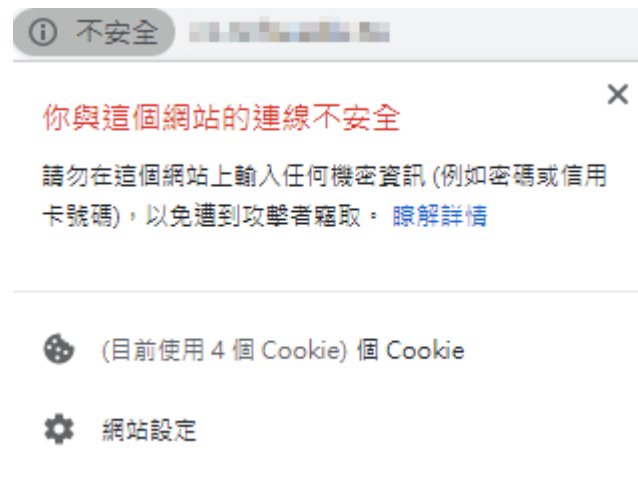 不安全
你與這個網站的連線不安全
請勿在這個網站上輸入任何機密資訊 (例如密碼或信用
卡號碼)，以免遭到攻擊者竊取。 瞭解詳情
(目前使用 4 個 Cookie) 個 Cookie
網站設定